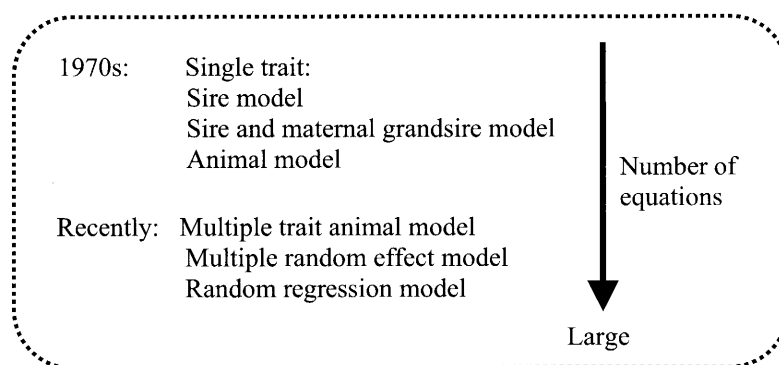 1970s: Single trait:
Sire model
Sire and maternal grandsire model
Animal model
Number of
equations
Recently: Multiple trait animal model
Multiple random effect model
Random regression model
Large